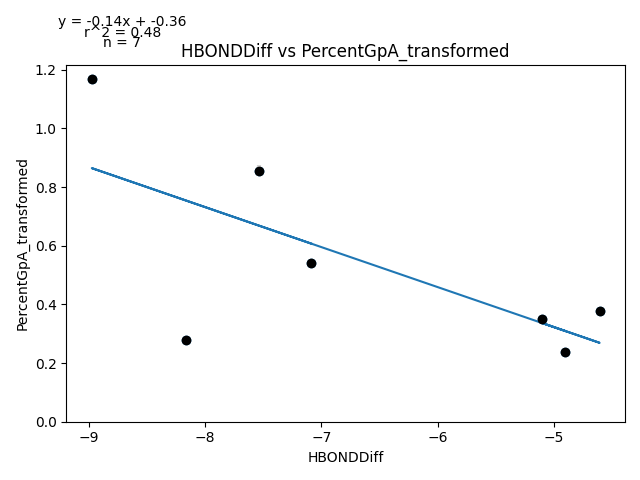 y = -0.14x + -0.36
r^2 = 0.48
n = 7
HBONDDiff vs PercentGpA_transformed
PercentGpA_transformed
1.2
1.0
0.8
0.6
0.4
0.2
0.0
−9
−8
−7
−6
−5
HBONDDiff